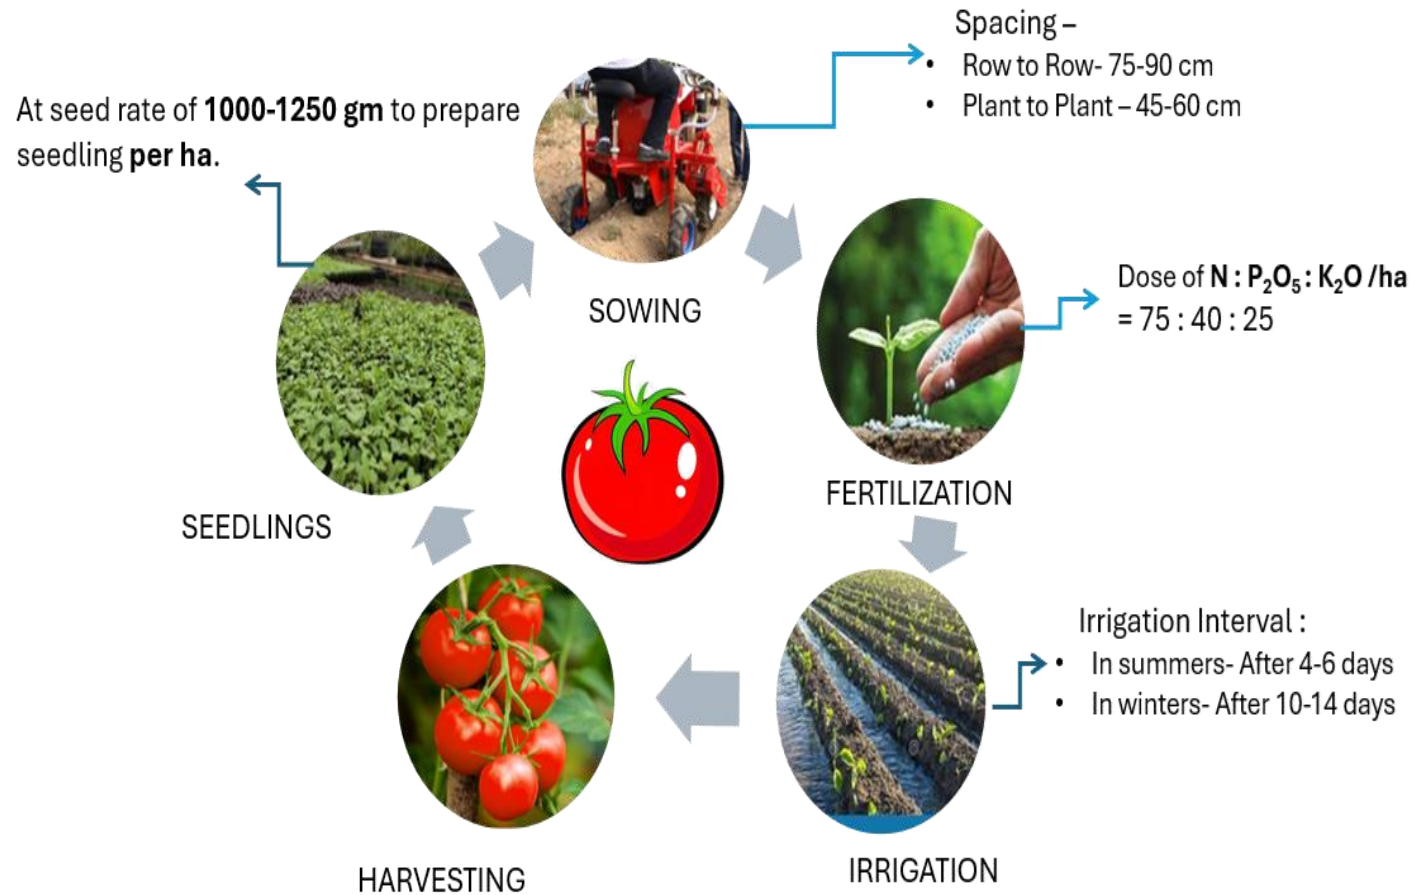 Spacing –
• Row to Row- 75-90 cm
• Plant to Plant – 45-60 cm
At seed rate of 1000-1250 gm to prepare
seedling per ha.
SOWING
Dose of N : P₂O₅ : K₂O /ha
= 75 : 40 : 25
FERTILIZATION
SEEDLINGS
Irrigation Interval :
• In summers- After 4-6 days
• In winters- After 10-14 days
IRRIGATION
HARVESTING